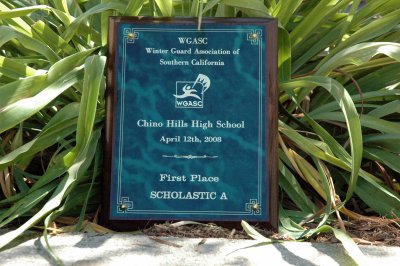 WGASC
Winter Guard Association of
Southern California
WGASC
Chino Hills High School
April 12th, 2008
First Place
SCHOLASTIC A